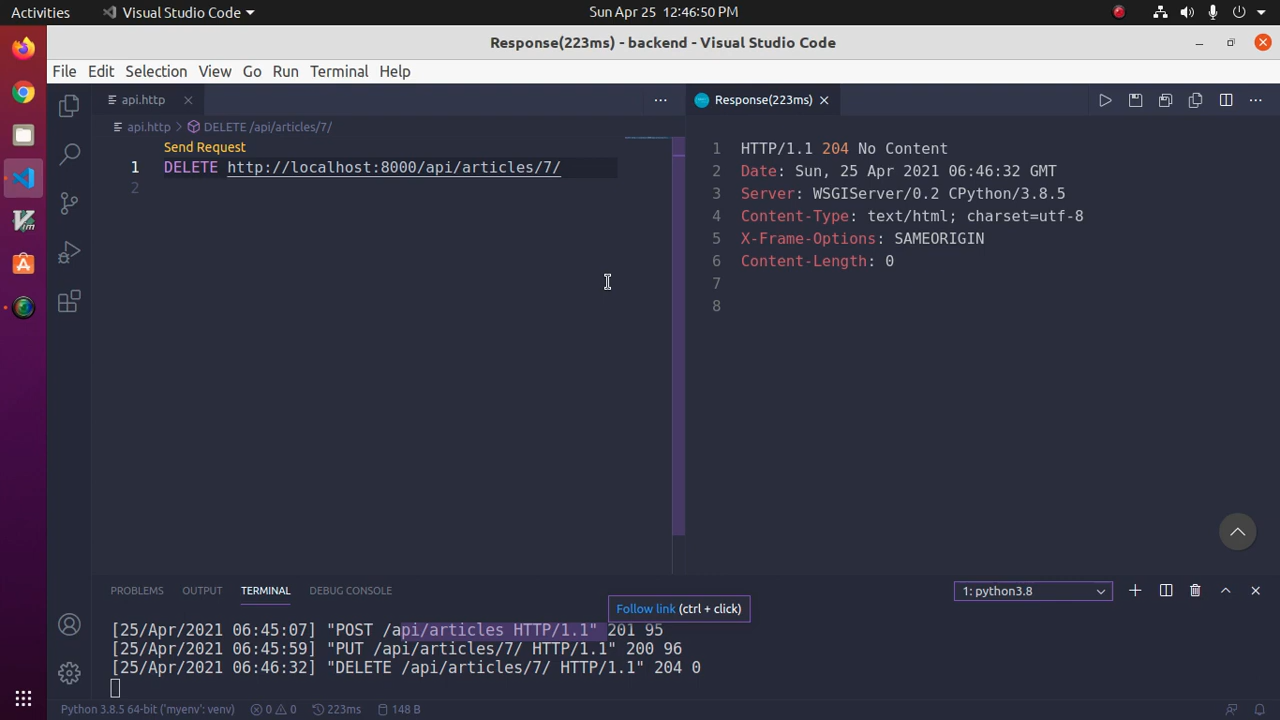 Activities
Visual Studio Code
Sun Apr 25 12:46:50 PM
Response(223ms) - backend - Visual Studio Code
File Edit Selection View Go Run Terminal Help
api.http
Response(223ms)
api.http > DELETE /api/articles/7/
Send Request
1 DELETE http://localhost:8000/api/articles/7/
2
1 HTTP/1.1 204 No Content
2 Date: Sun, 25 Apr 2021 06:46:32 GMT
3 Server: WSGIServer/0.2 CPython/3.8.5
4 Content-Type: text/html; charset=utf-8
5 X-Frame-Options: SAMEORIGIN
6 Content-Length: 0
7
8
PROBLEMS OUTPUT TERMINAL DEBUG CONSOLE
1: python3.8
Follow link (ctrl + click)
[25/Apr/2021 06:45:07] "POST /api/articles HTTP/1.1" 201 95
[25/Apr/2021 06:45:59] "PUT /api/articles/7/ HTTP/1.1" 200 96
[25/Apr/2021 06:46:32] "DELETE /api/articles/7/ HTTP/1.1" 204 0
Python 3.8.5 64-bit ('myenv': venv) 0 0 223ms 148 B